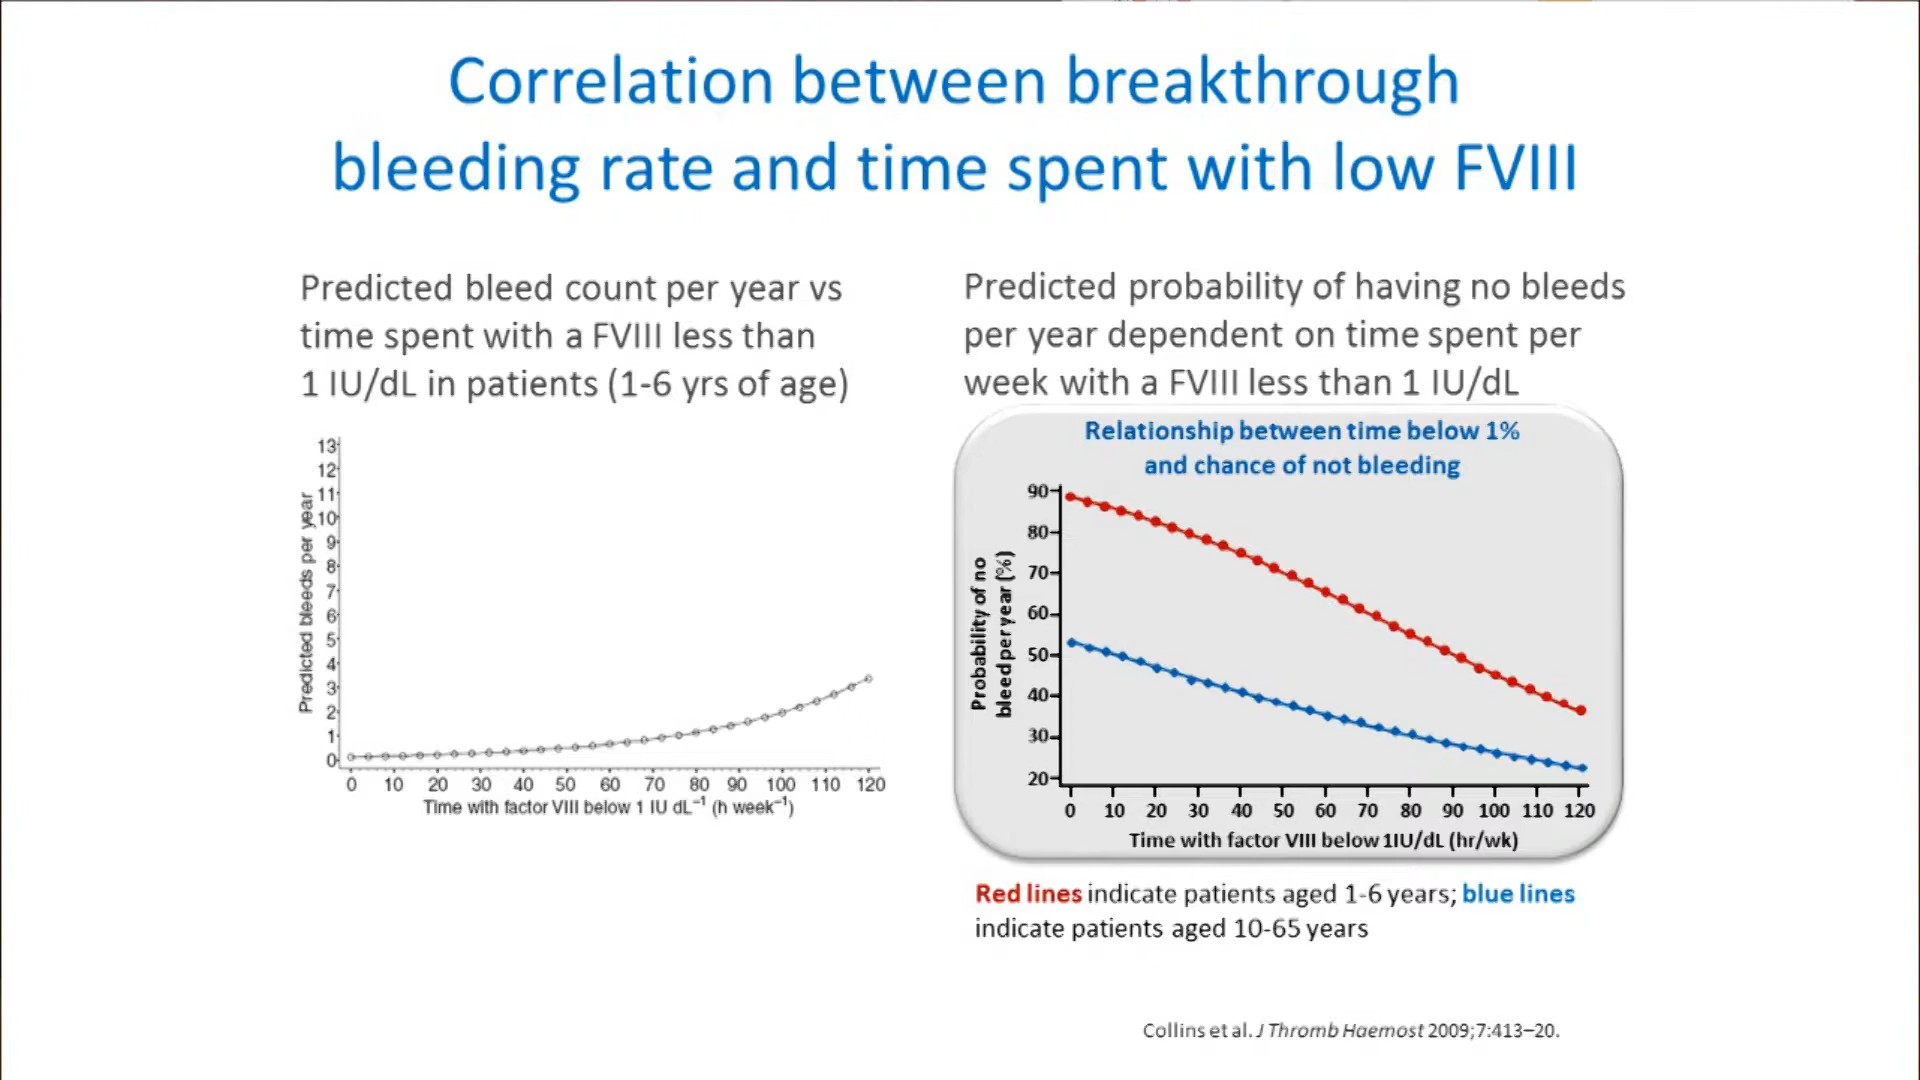 Correlation between breakthrough
bleeding rate and time spent with low FVIII
Predicted bleed count per year vs
time spent with a FVIII less than
1 IU/dL in patients (1-6 yrs of age)
13
12
11
10
9
8
7
6
5
4
3
2
1
0
Predicted bleeds per year
0 10 20 30 40 50 60 70 80 90 100 110 120
Time with factor VIII below 1 IU dL⁻¹ (h week⁻¹)
Predicted probability of having no bleeds
per year dependent on time spent per
week with a FVIII less than 1 IU/dL
Relationship between time below 1%
and chance of not bleeding
90
80
70
60
50
40
30
20
Probability of no
bleed per year (%)
0 10 20 30 40 50 60 70 80 90 100 110 120
Time with factor VIII below 1IU/dL (hr/wk)
Red lines indicate patients aged 1-6 years; blue lines
indicate patients aged 10-65 years
Collins et al. J Thromb Haemost 2009;7:413–20.